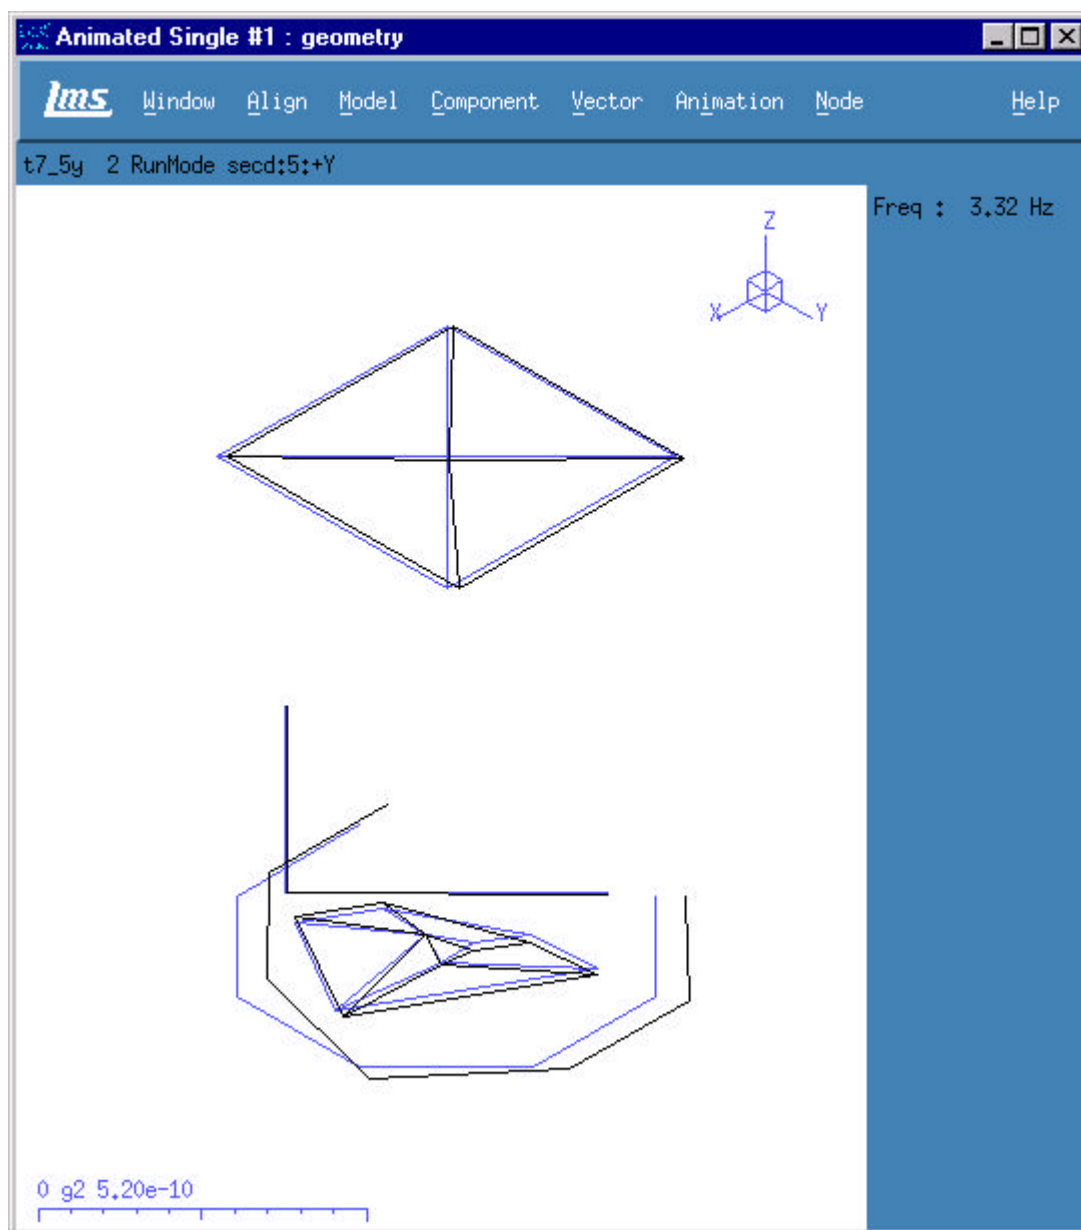 Animated Single #1 : geometry
lms Window Align Model Component Vector Animation Node Help
t7_5y 2 RunMode secd:5:+Y
Freq : 3.32 Hz
Z
X Y
0 g2 5.20e-10